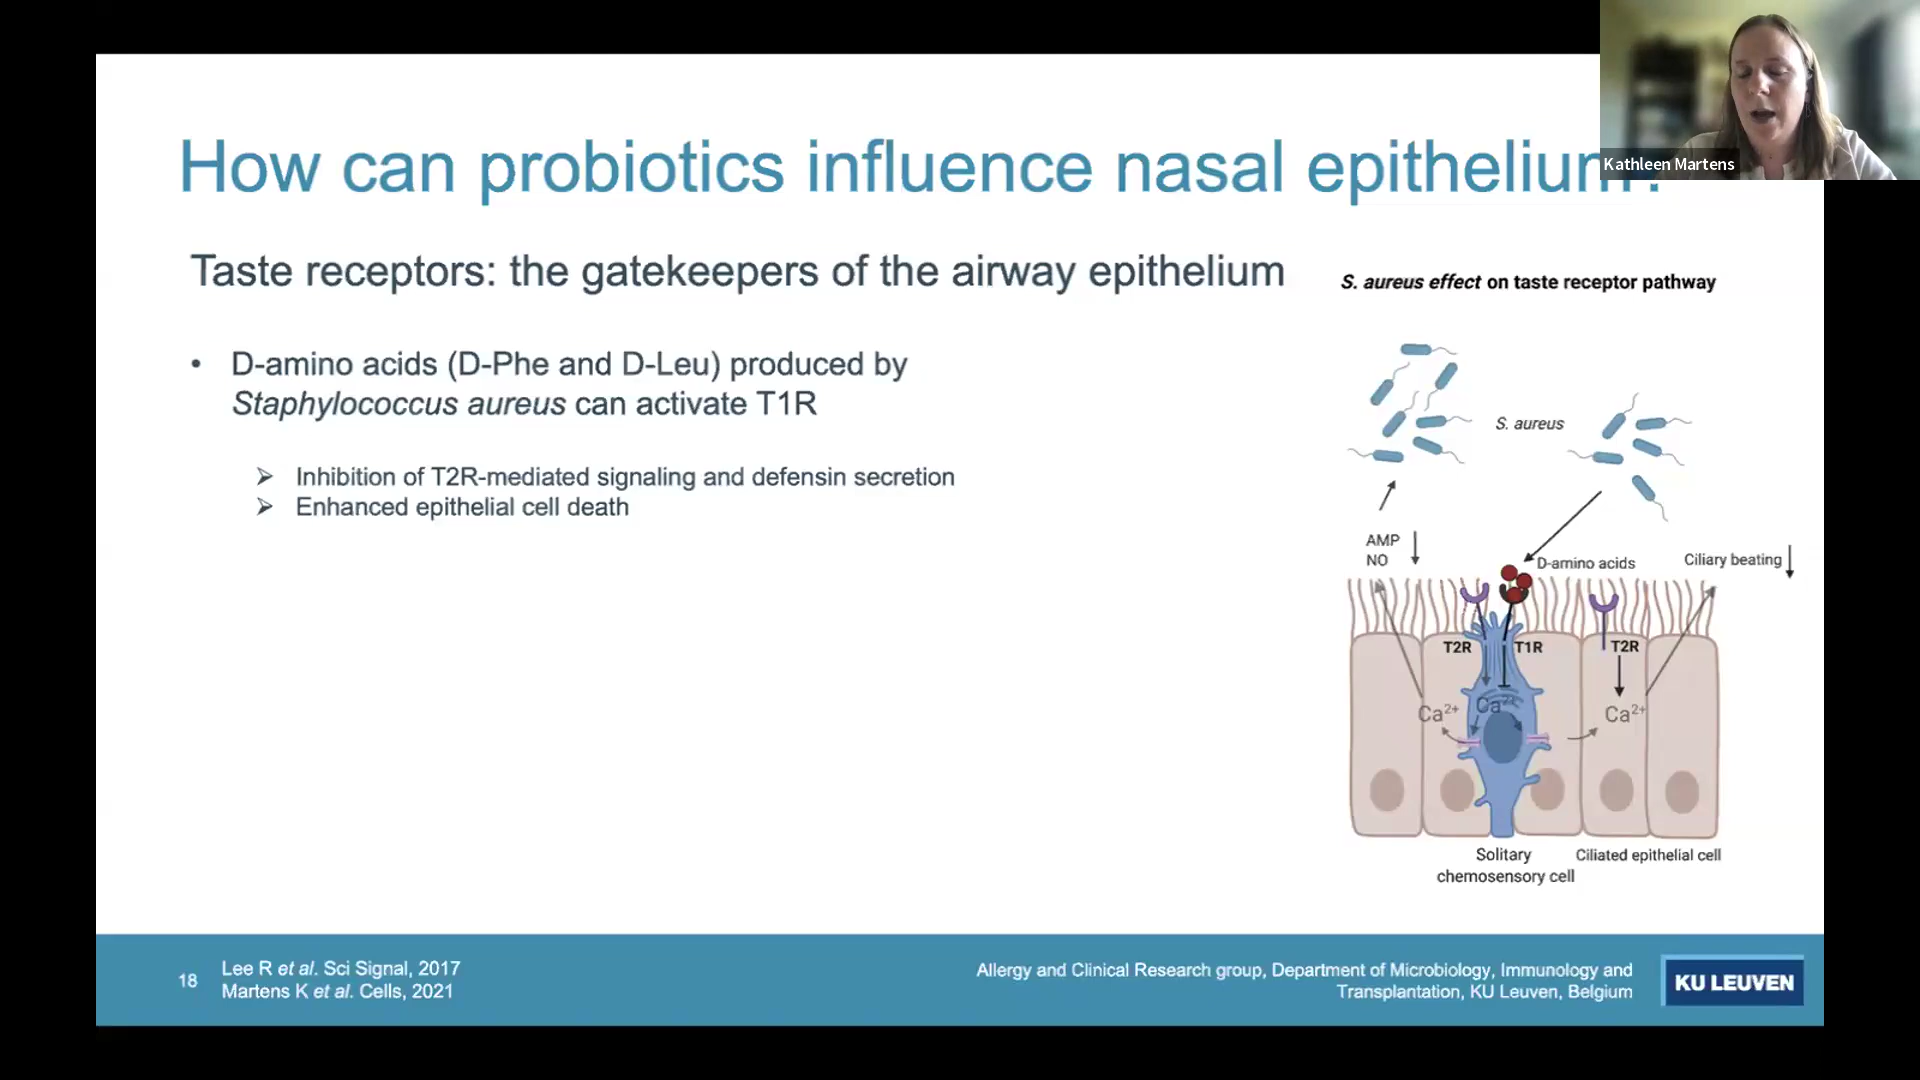 Kathleen Martens
How can probiotics influence nasal epithelium?
Taste receptors: the gatekeepers of the airway epithelium
• D-amino acids (D-Phe and D-Leu) produced by
Staphylococcus aureus can activate T1R
➢ Inhibition of T2R-mediated signaling and defensin secretion
➢ Enhanced epithelial cell death
S. aureus effect on taste receptor pathway
S. aureus
AMP
NO
D-amino acids
Ciliary beating
T2R
T1R
T2R
Ca2+
Ca2+
Ca2+
Solitary
chemosensory cell
Ciliated epithelial cell
18
Lee R et al. Sci Signal, 2017
Martens K et al. Cells, 2021
Allergy and Clinical Research group, Department of Microbiology, Immunology and
Transplantation, KU Leuven, Belgium
KU LEUVEN